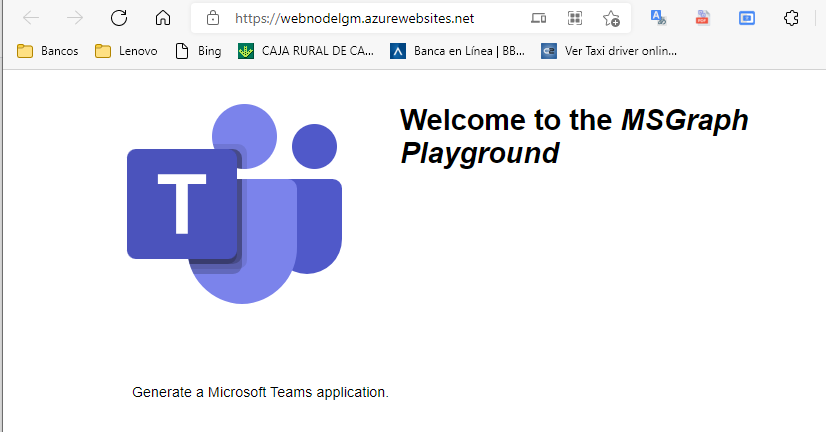 https://webnodelgm.azurewebsites.net
Bancos Lenovo Bing CAJA RURAL DE CA... Banca en Línea | BB... Ver Taxi driver onlin...
Welcome to the MSGraph
Playground
T
Generate a Microsoft Teams application.